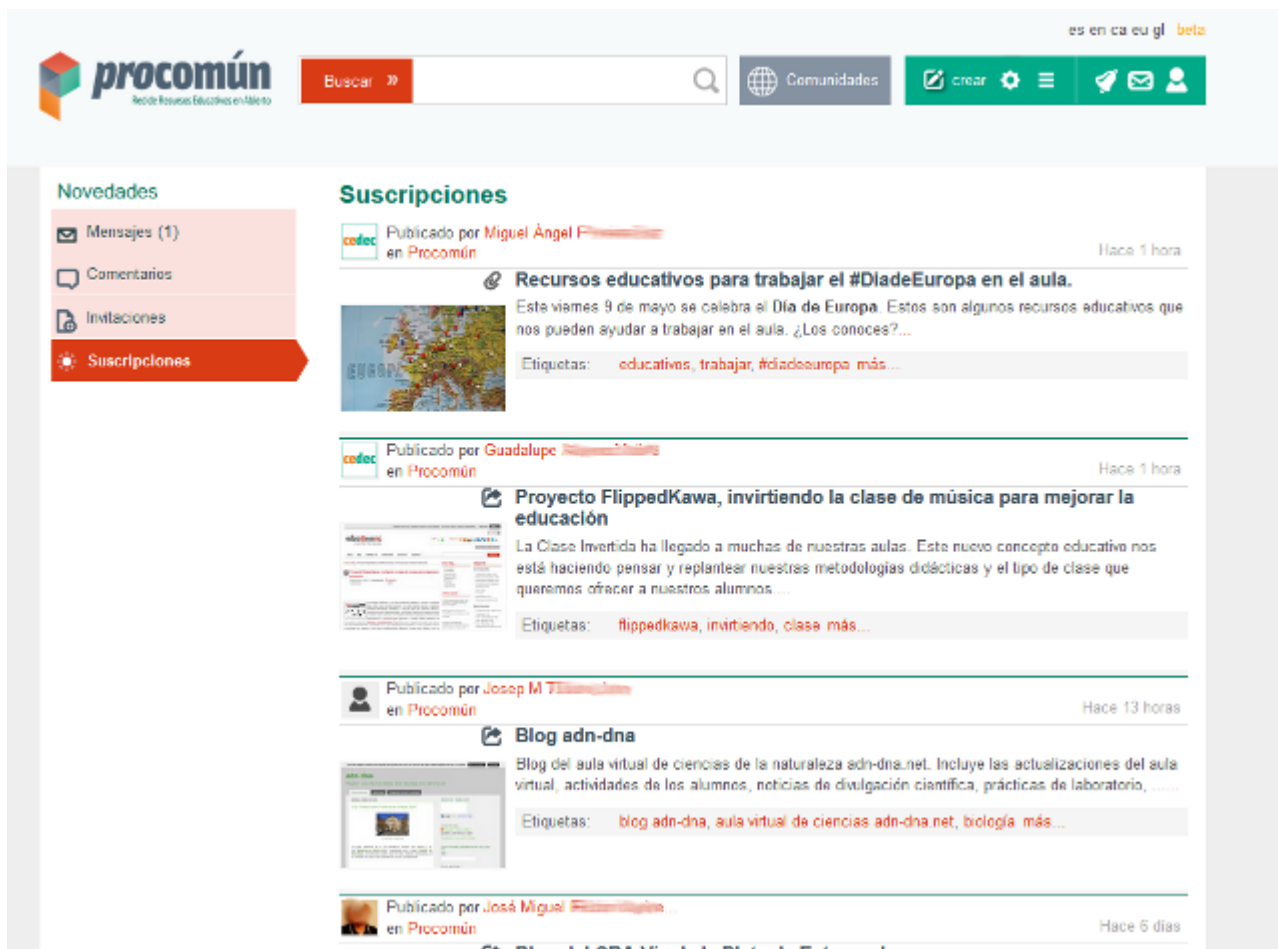 es en ca eu gl beta
procomún
Red de Recursos Educativos en Abierto
Buscar »
Comunidades
crear
Novedades
Mensajes (1)
Comentarios
Invitaciones
Suscripciones
Suscripciones
cedec
Publicado por Miguel Ángel
en Procomún
Hace 1 hora
Recursos educativos para trabajar el #DiadeEuropa en el aula.
Este viernes 9 de mayo se celebra el Día de Europa. Estos son algunos recursos educativos que
nos pueden ayudar a trabajar en el aula. ¿Los conoces?...
EUROPA
Etiquetas: educativos, trabajar, #diadeeuropa más...
cedec
Publicado por Guadalupe
en Procomún
Hace 1 hora
Proyecto FlippedKawa, invirtiendo la clase de música para mejorar la
educación
La Clase Invertida ha llegado a muchas de nuestras aulas. Este nuevo concepto educativo nos
está haciendo pensar y replantear nuestras metodologías didácticas y el tipo de clase que
queremos ofrecer a nuestros alumnos....
Etiquetas: flippedkawa, invirtiendo, clase más...
Publicado por Josep M
en Procomún
Hace 13 horas
Blog adn-dna
Blog del aula virtual de ciencias de la naturaleza adn-dna.net. Incluye las actualizaciones del aula
virtual, actividades de los alumnos, noticias de divulgación científica, prácticas de laboratorio, ......
adn-dna
Etiquetas: blog adn-dna, aula virtual de ciencias adn-dna.net, biología más...
Publicado por José Miguel
en Procomún
Hace 6 días